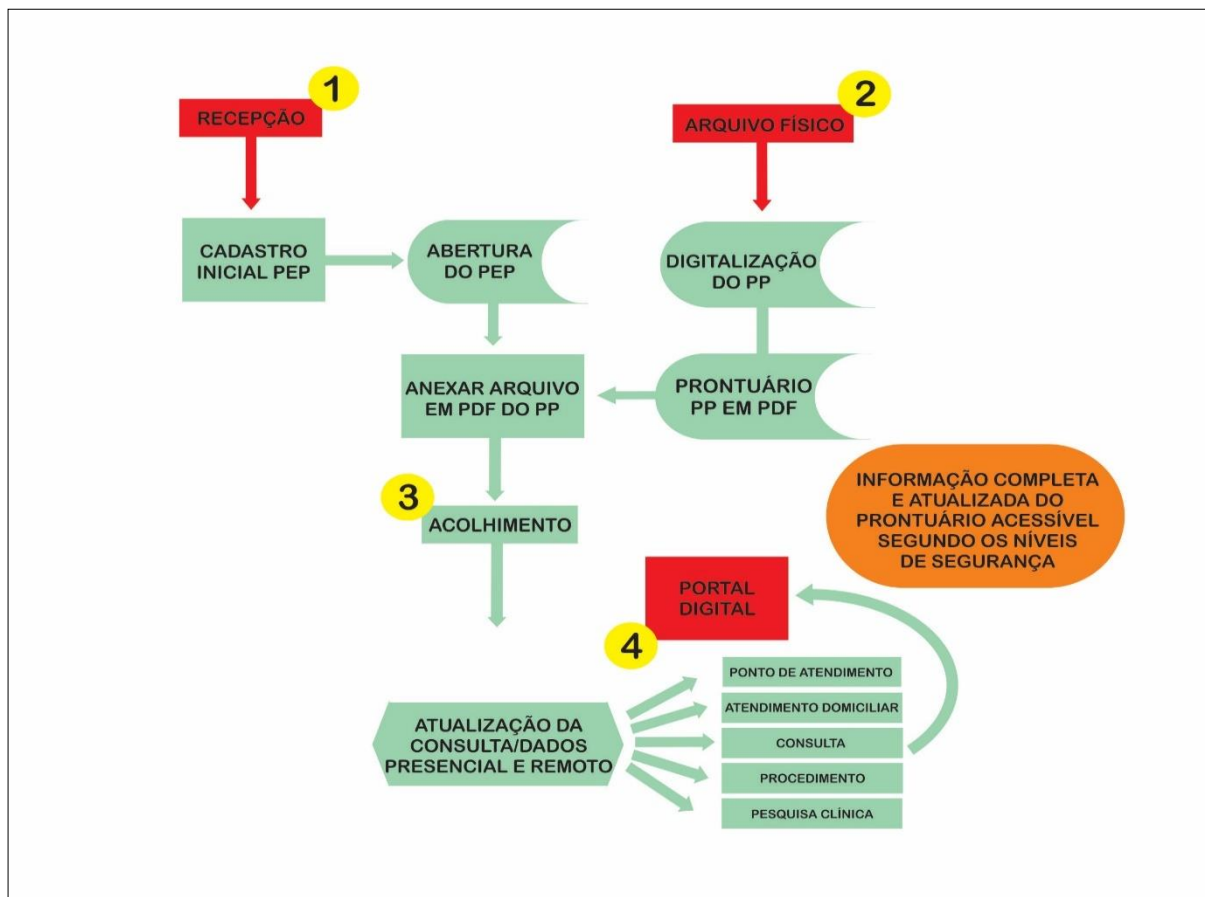 1
RECEPÇÃO
2
ARQUIVO FÍSICO
CADASTRO
INICIAL PEP
ABERTURA
DO PEP
DIGITALIZAÇÃO
DO PP
ANEXAR ARQUIVO
EM PDF DO PP
PRONTUÁRIO
PP EM PDF
3
ACOLHIMENTO
INFORMAÇÃO COMPLETA
E ATUALIZADA DO
PRONTUÁRIO ACESSÍVEL
SEGUNDO OS NÍVEIS
DE SEGURANÇA
PORTAL
DIGITAL
4
ATUALIZAÇÃO DA
CONSULTA/DADOS
PRESENCIAL E REMOTO
PONTO DE ATENDIMENTO
ATENDIMENTO DOMICILIAR
CONSULTA
PROCEDIMENTO
PESQUISA CLÍNICA